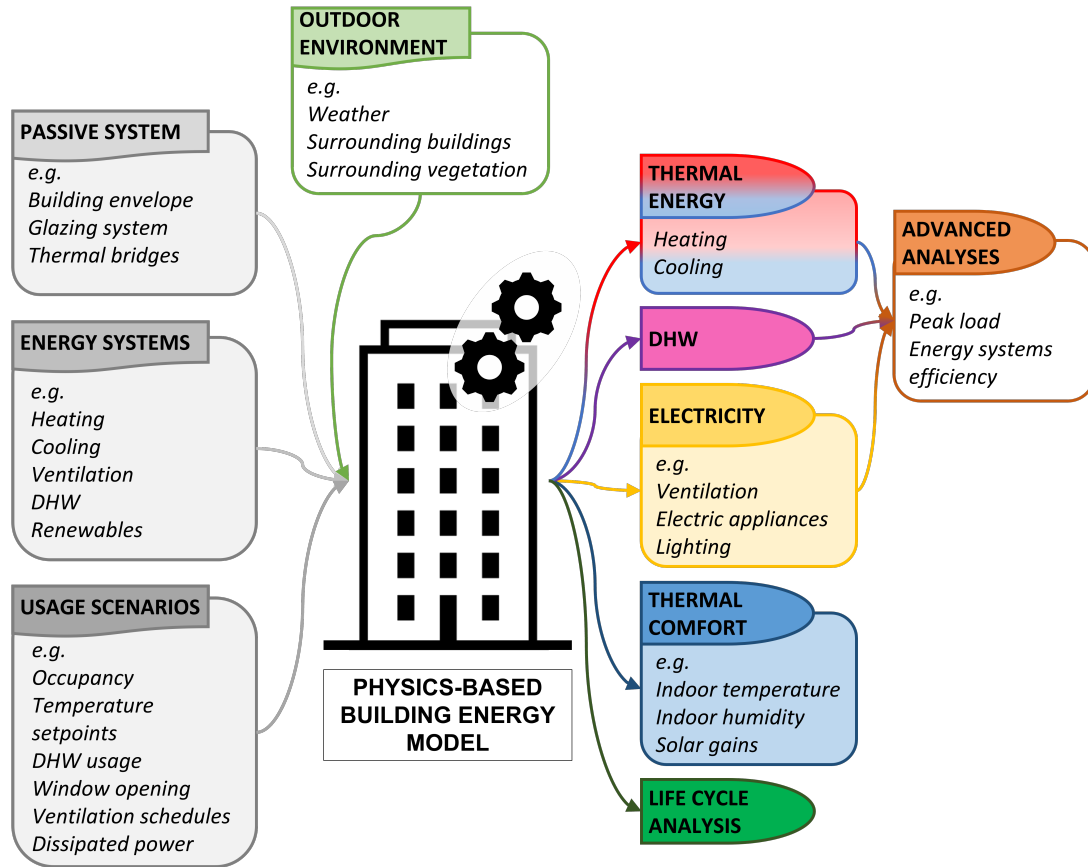 OUTDOOR
ENVIRONMENT
e.g.
Weather
Surrounding buildings
Surrounding vegetation
PASSIVE SYSTEM
e.g.
Building envelope
Glazing system
Thermal bridges
ENERGY SYSTEMS
e.g.
Heating
Cooling
Ventilation
DHW
Renewables
USAGE SCENARIOS
e.g.
Occupancy
Temperature
setpoints
DHW usage
Window opening
Ventilation schedules
Dissipated power
PHYSICS-BASED
BUILDING ENERGY
MODEL
THERMAL
ENERGY
Heating
Cooling
DHW
ELECTRICITY
e.g.
Ventilation
Electric appliances
Lighting
THERMAL
COMFORT
e.g.
Indoor temperature
Indoor humidity
Solar gains
LIFE CYCLE
ANALYSIS
ADVANCED
ANALYSES
e.g.
Peak load
Energy systems
efficiency